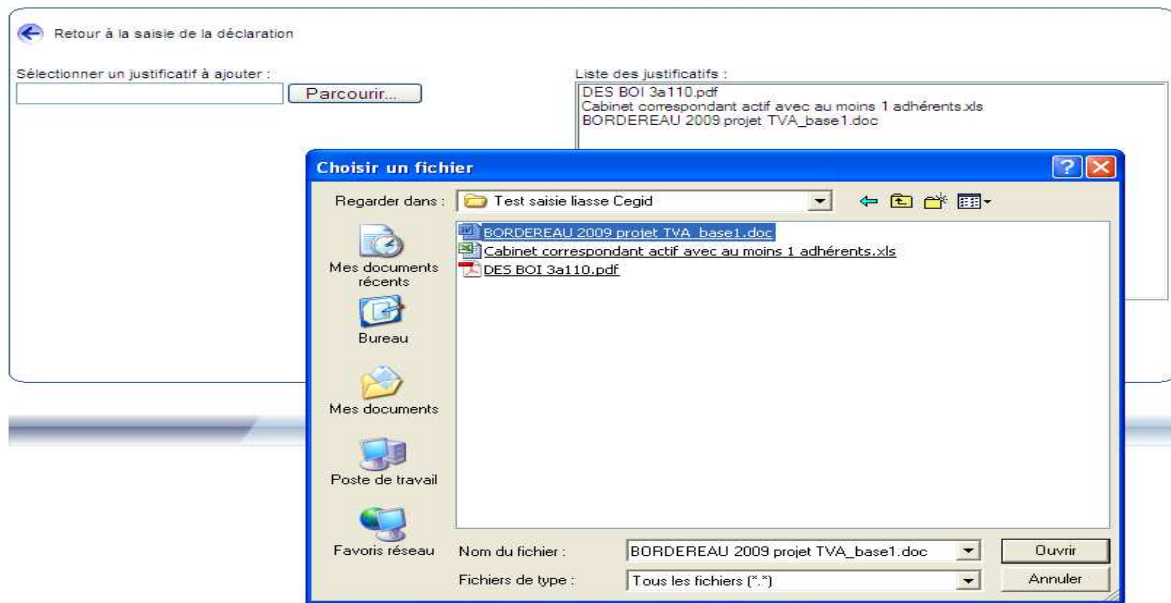 Retour à la saisie de la déclaration
Sélectionner un justificatif à ajouter :
Parcourir...
Liste des justificatifs :
DES BOI 3a110.pdf
Cabinet correspondant actif avec au moins 1 adhérents.xls
BORDEREAU 2009 projet TVA_base1.doc
Choisir un fichier
Regarder dans :
Test saisie liasse Cegid
BORDEREAU 2009 projet TVA_base1.doc
Cabinet correspondant actif avec au moins 1 adhérents.xls
DES BOI 3a110.pdf
Mes documents
récents
Bureau
Mes documents
Poste de travail
Favoris réseau
Nom du fichier :
BORDEREAU 2009 projet TVA_base1.doc
Ouvrir
Fichiers de type :
Tous les fichiers (*.*)
Annuler